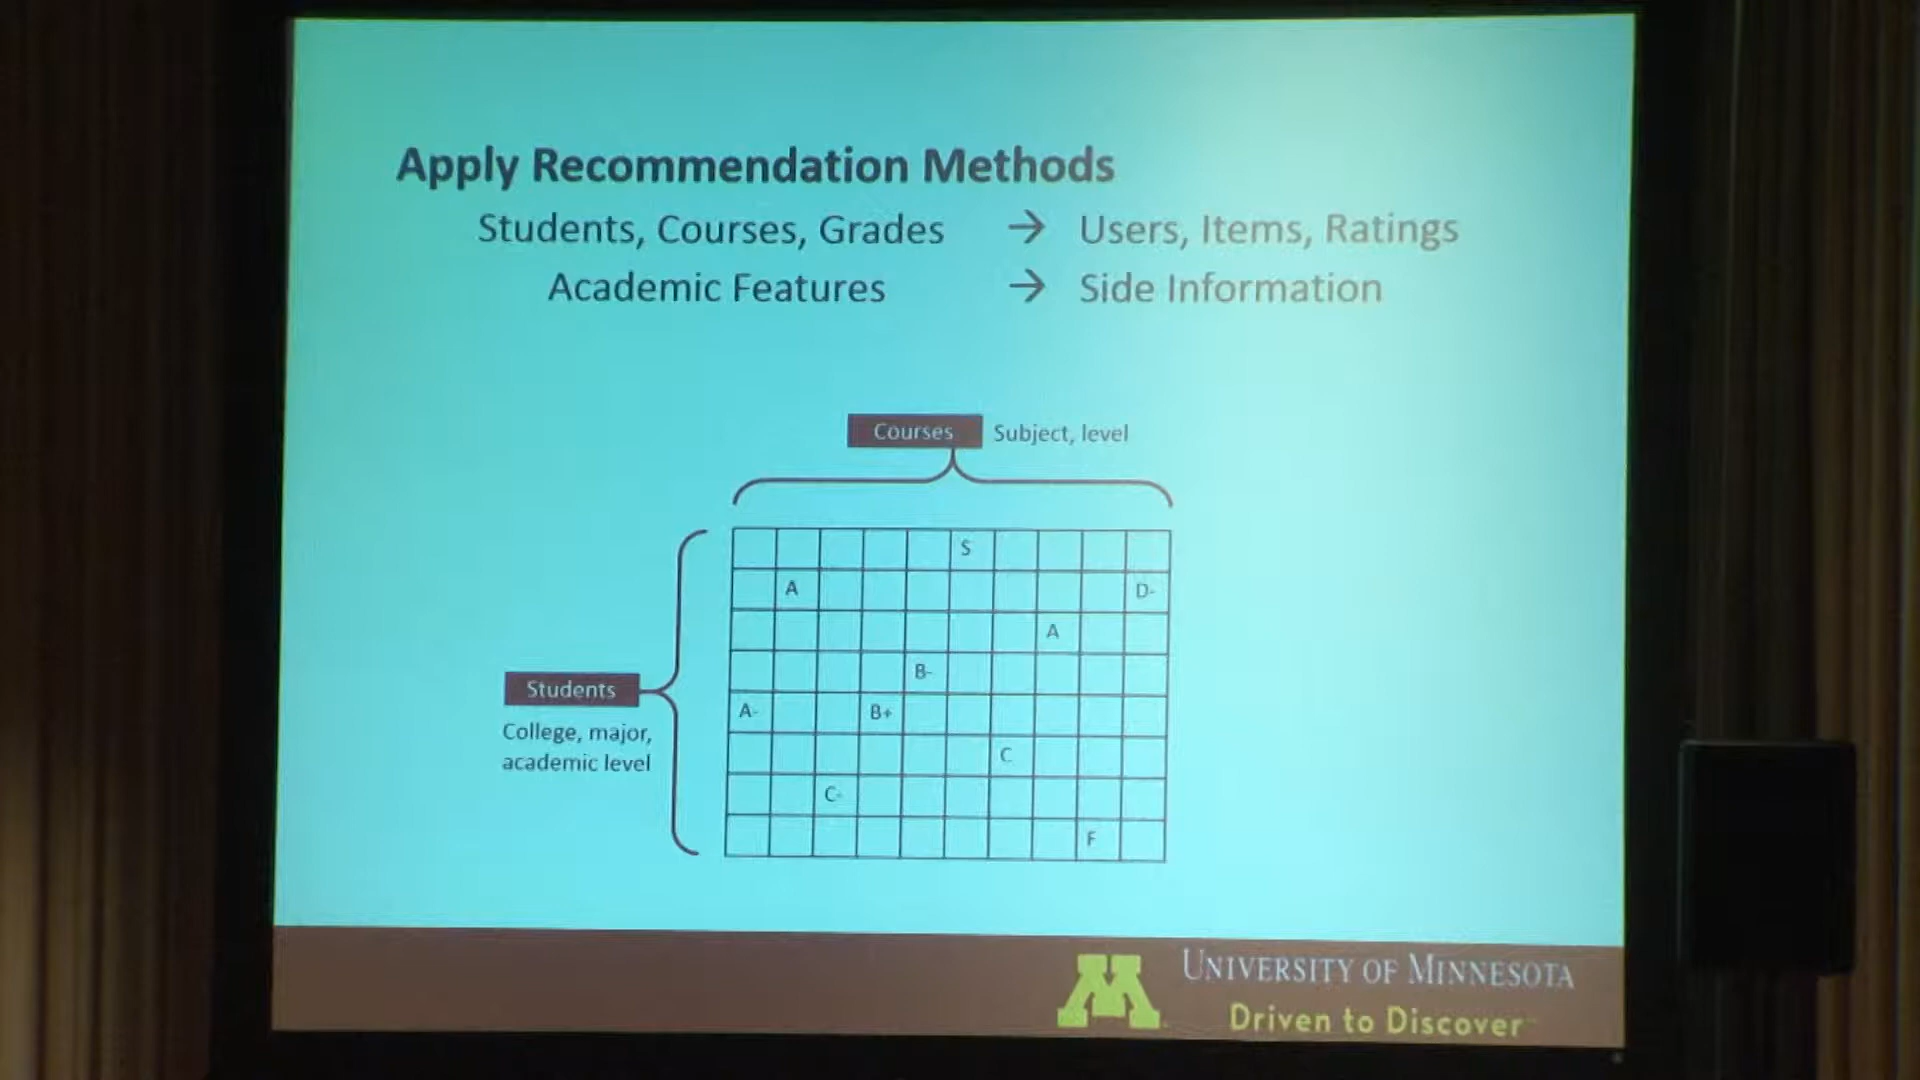 Apply Recommendation Methods
Students, Courses, Grades → Users, Items, Ratings
Academic Features → Side Information
Courses Subject, level
S
A D-
A
B-
Students
College, major,
academic level
A- B+
C
C-
F
UNIVERSITY OF MINNESOTA
Driven to Discover